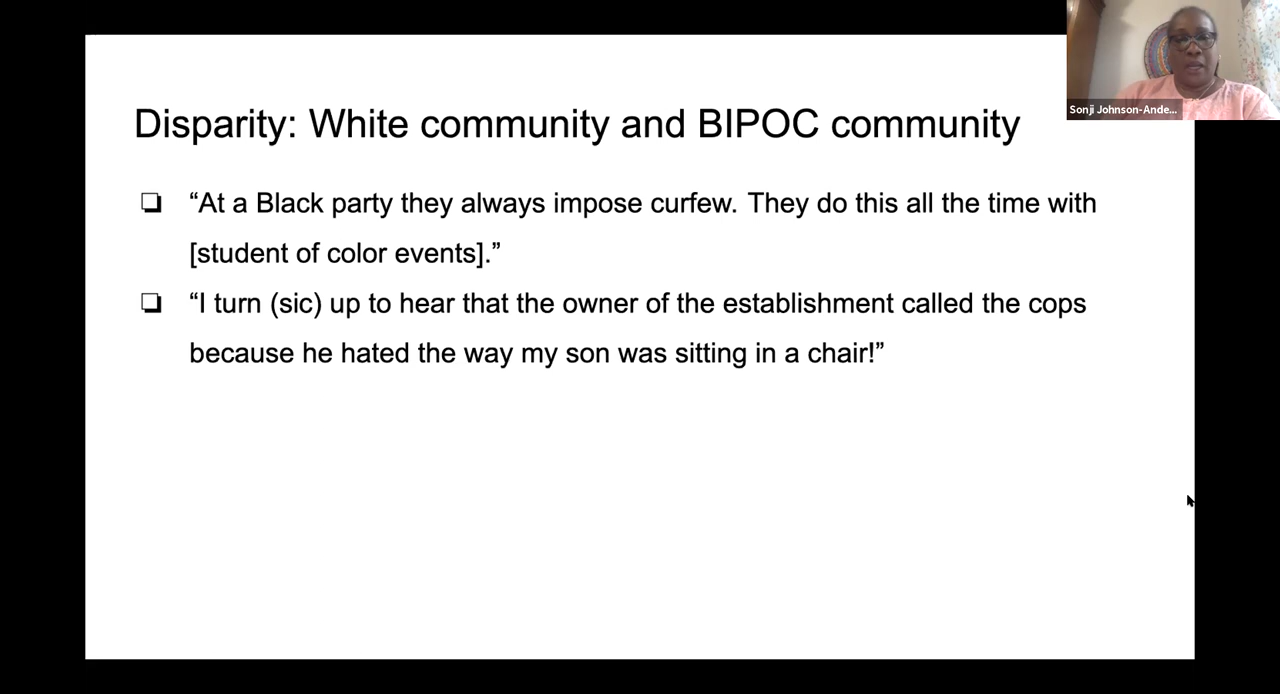 Sonji Johnson-Ande...
Disparity: White community and BIPOC community
❏ “At a Black party they always impose curfew. They do this all the time with
[student of color events].”
❏ “I turn (sic) up to hear that the owner of the establishment called the cops
because he hated the way my son was sitting in a chair!”